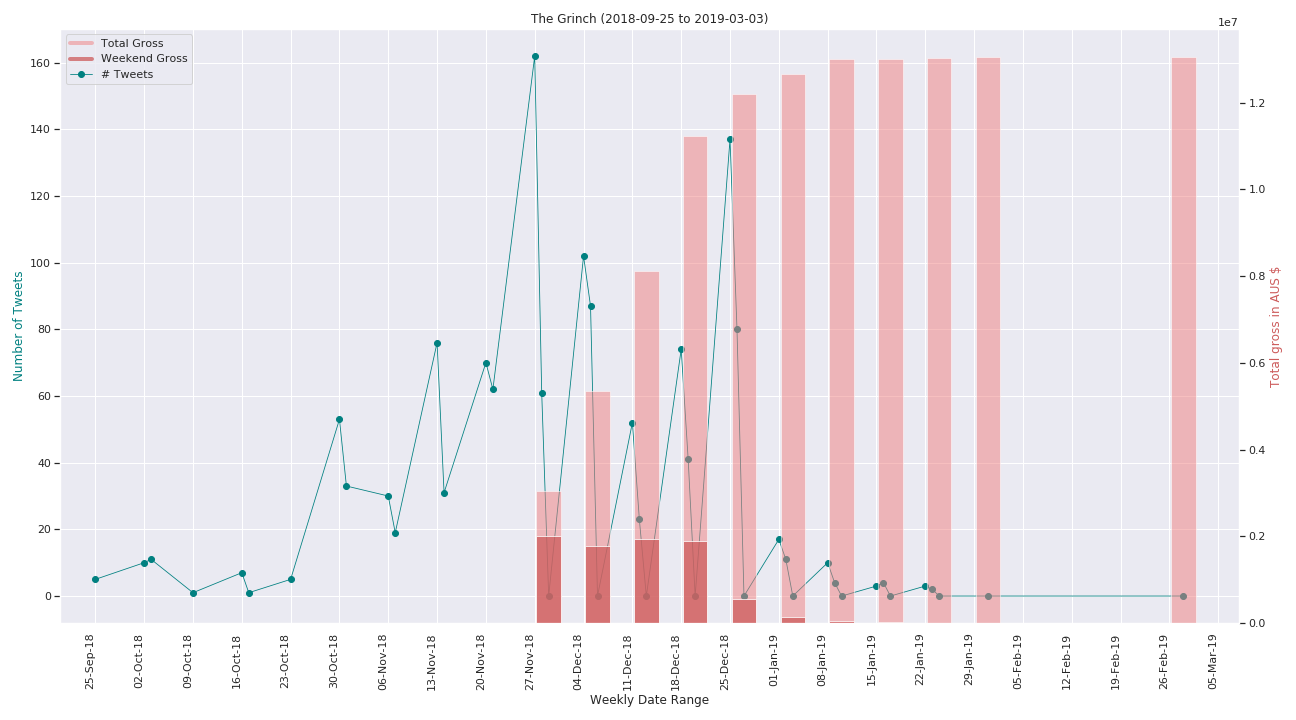 The Grinch (2018-09-25 to 2019-03-03)
1e7
Total Gross
Weekend Gross
# Tweets
160
140
120
100
80
60
40
20
0
Number of Tweets
1.2
1.0
0.8
0.6
0.4
0.2
0.0
Total gross in AUS $
25-Sep-18
02-Oct-18
09-Oct-18
16-Oct-18
23-Oct-18
30-Oct-18
06-Nov-18
13-Nov-18
20-Nov-18
27-Nov-18
04-Dec-18
11-Dec-18
18-Dec-18
25-Dec-18
01-Jan-19
08-Jan-19
15-Jan-19
22-Jan-19
29-Jan-19
05-Feb-19
12-Feb-19
19-Feb-19
26-Feb-19
05-Mar-19
Weekly Date Range